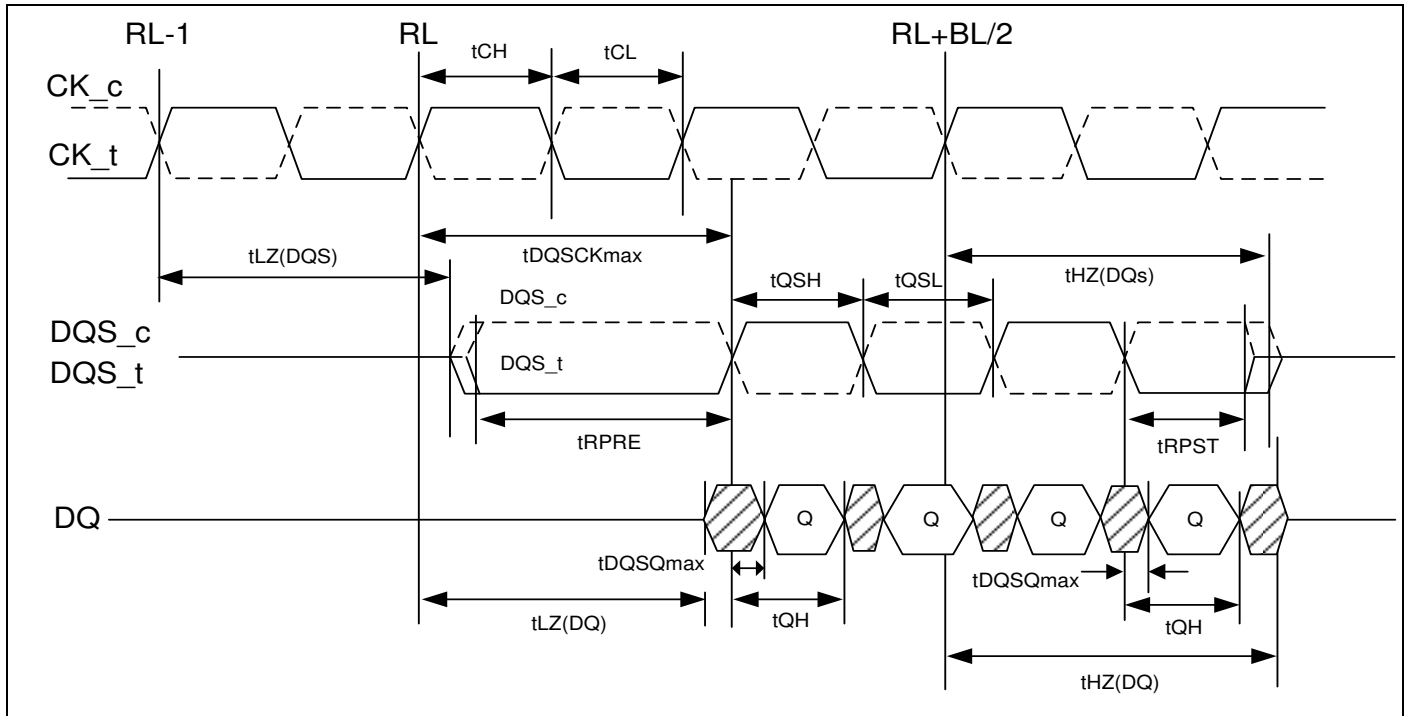 RL-1
RL
RL+BL/2
tCH
tCL
CK_c
CK_t
tLZ(DQS)
tDQSCKmax
tHZ(DQs)
tQSH
tQSL
DQS_c
DQS_c
DQS_t
DQS_t
tRPRE
tRPST
DQ
Q
Q
Q
Q
tDQSQmax
tDQSQmax
tLZ(DQ)
tQH
tQH
tHZ(DQ)